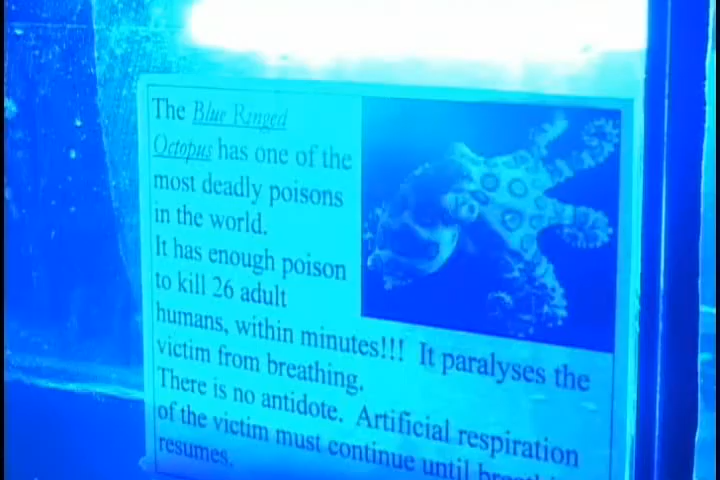 The Blue Ringed
Octopus has one of the
most deadly poisons
in the world.
It has enough poison
to kill 26 adult
humans, within minutes!!! It paralyses the
victim from breathing.
There is no antidote. Artificial respiration
of the victim must continue until
resumes.